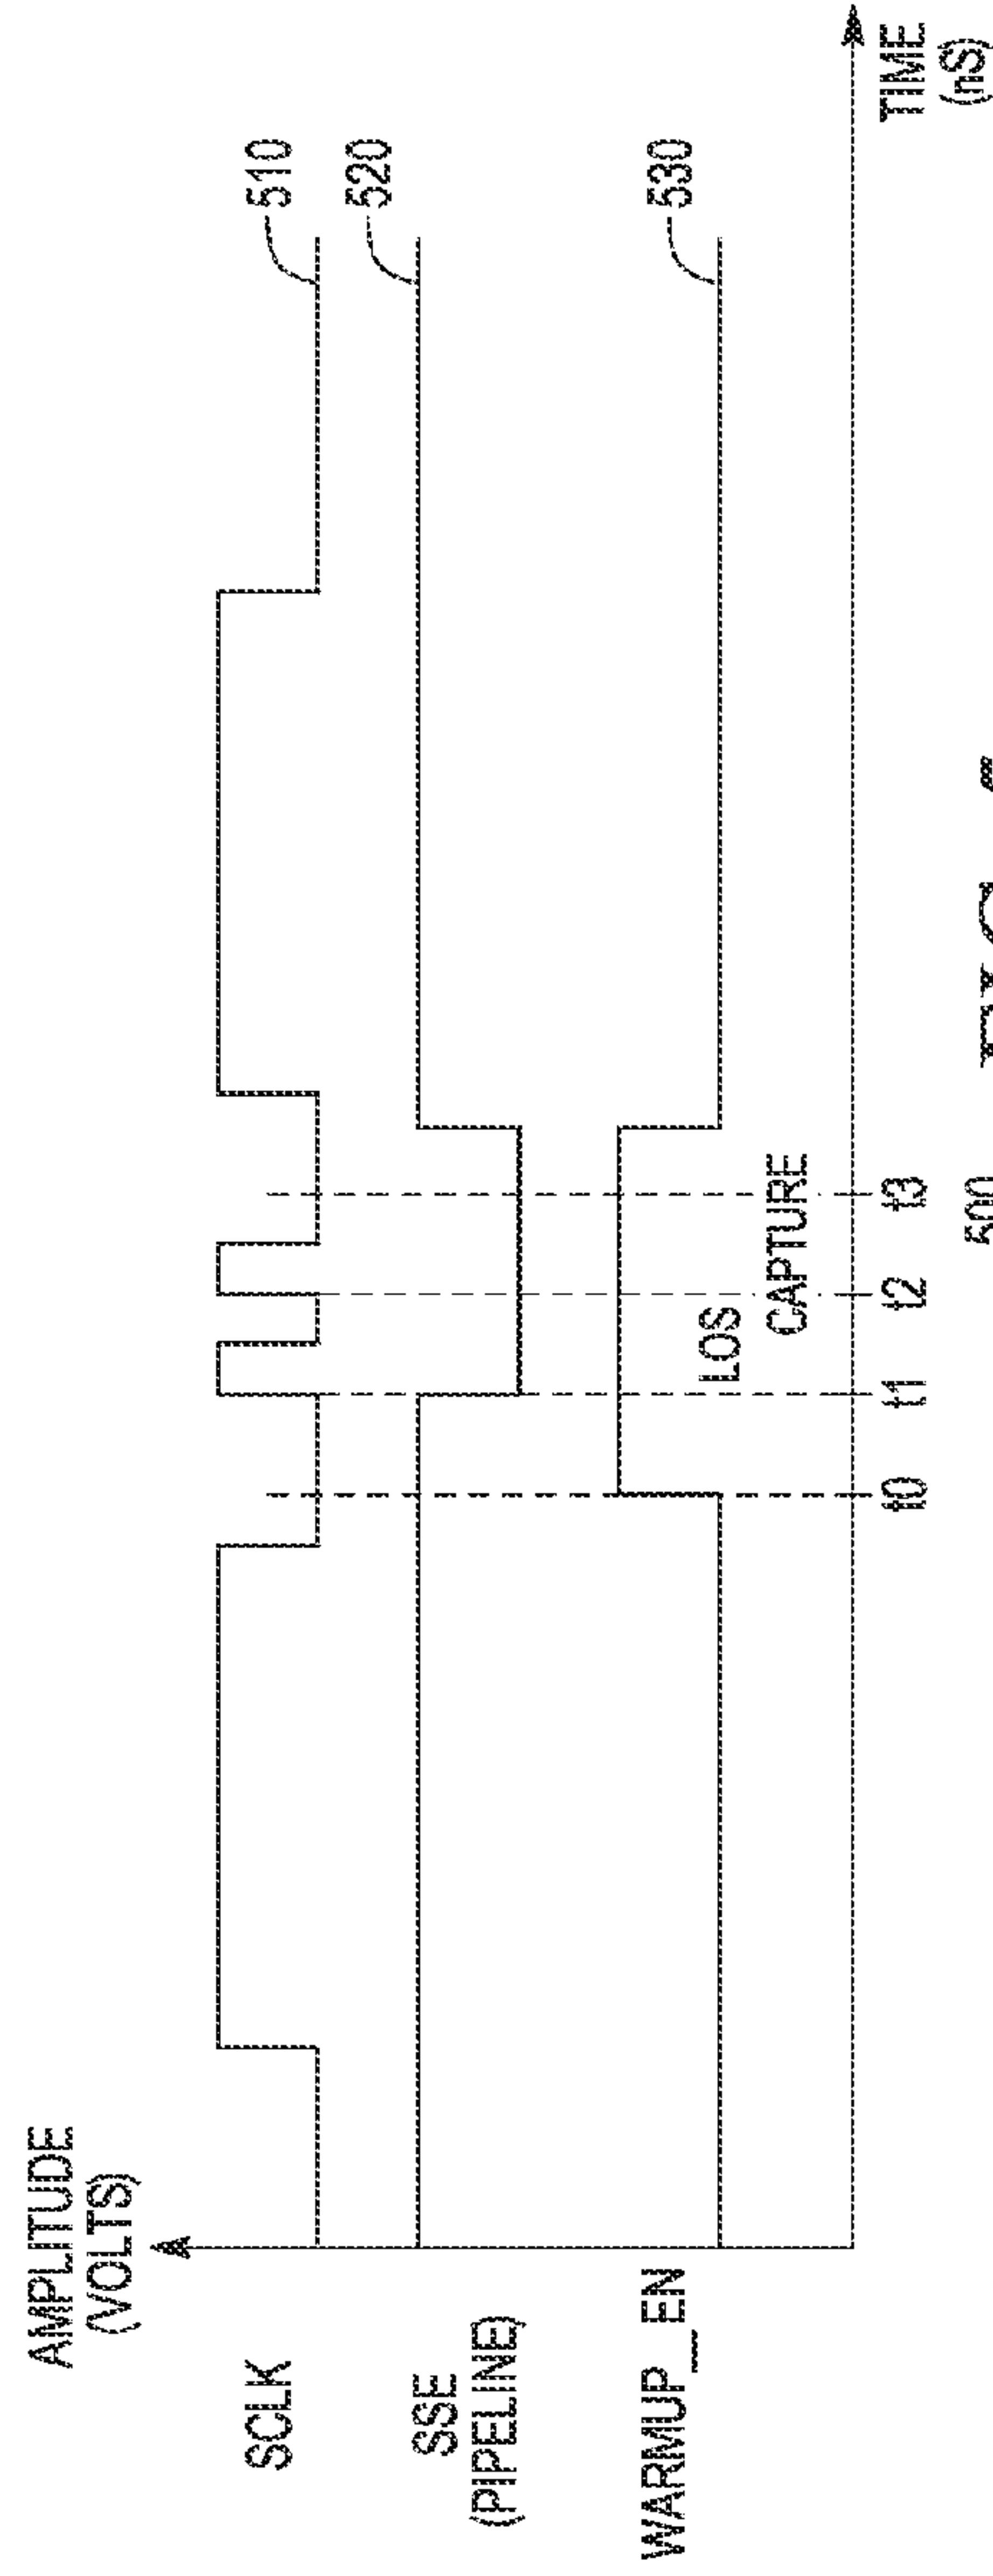 AMPLITUDE
(VOLTS)
SCLK
510
SSE
(PIPELINE)
520
WARMUP_EN
530
LOS
CAPTURE
t0
t1
t2
t3
TIME
(nS)
500